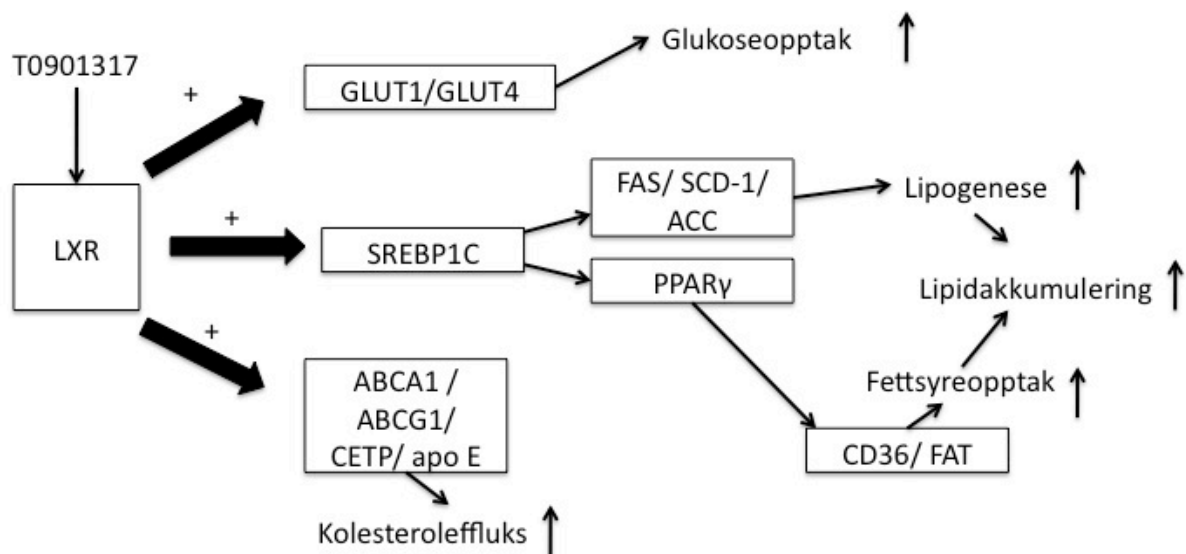 T0901317
+
GLUT1/GLUT4
Glukoseopptak
LXR
+
SREBP1C
FAS/ SCD-1/
ACC
Lipogenese
PPARγ
Lipidakkumulering
+
ABCA1 /
ABCG1/
CETP/ apo E
Fettsyreopptak
CD36/ FAT
Kolesteroleffluks